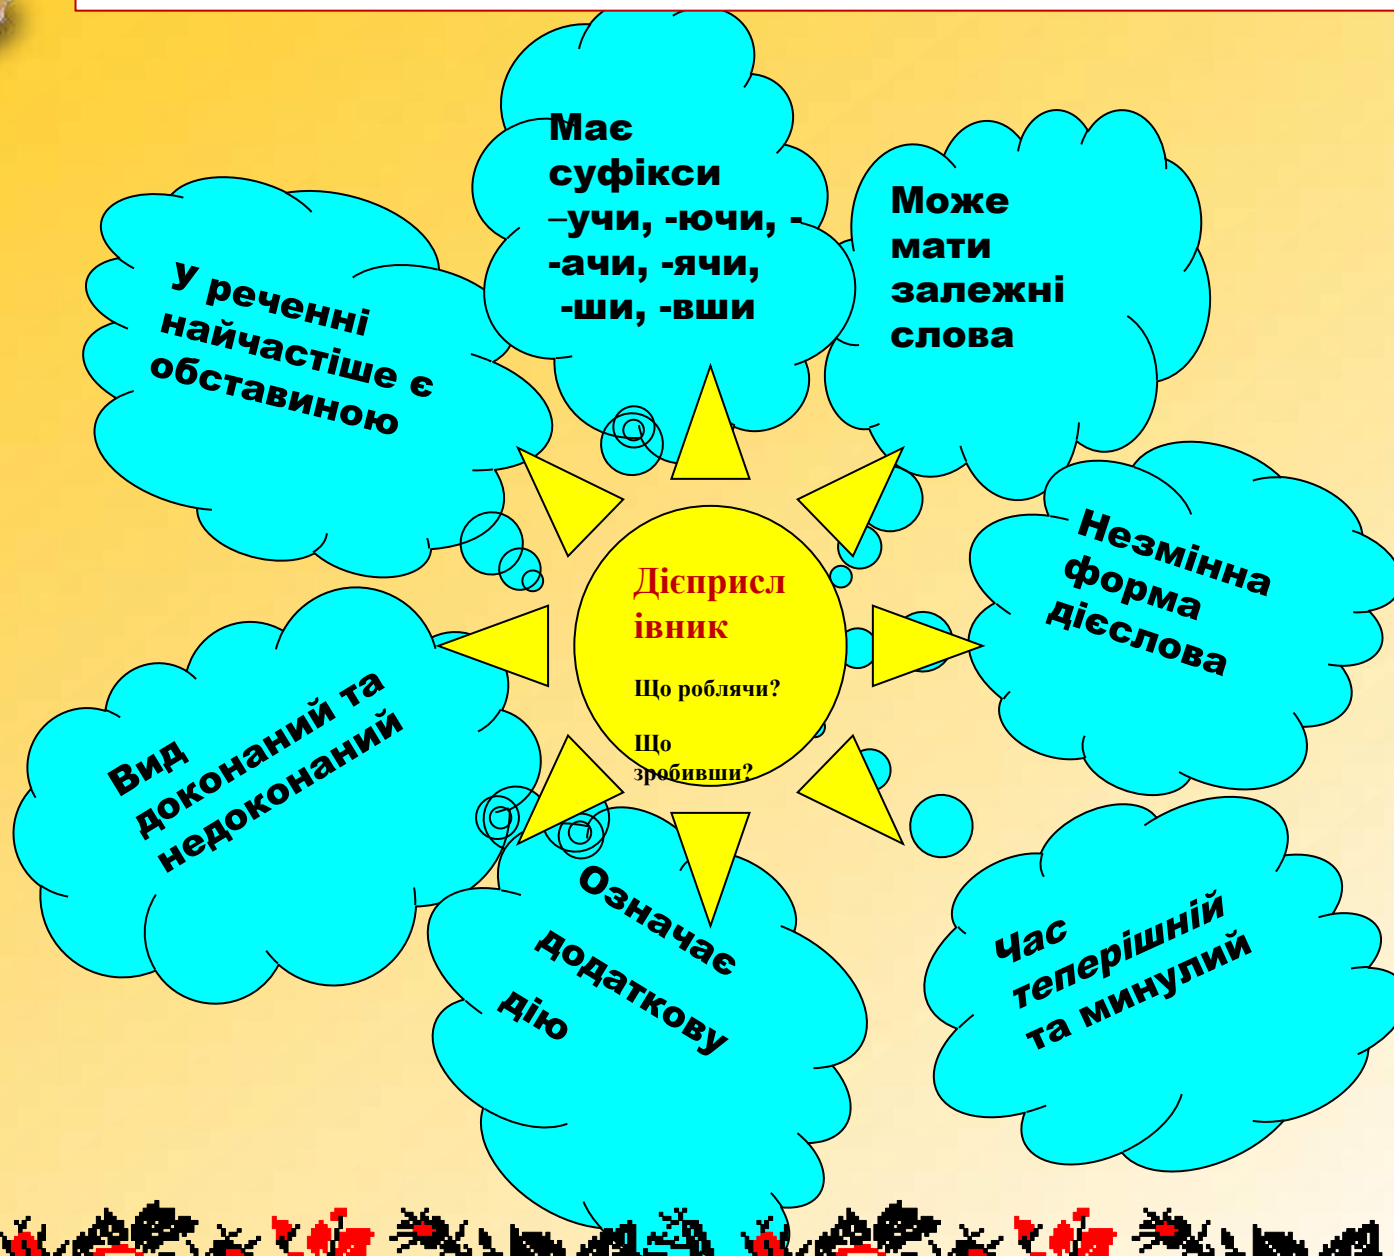 Має
суфікси
–учи, -ючи, -
-ачи, -ячи,
-ши, -вши
Може
мати
залежні
слова
У реченні
найчастіше є
обставиною
Незмінна
форма
дієслова
Дієприсл
івник
Що роблячи?
Що
зробивши?
Вид
доконаний та
недоконаний
Означає
додаткову
дію
Час
теперішній
та минулий